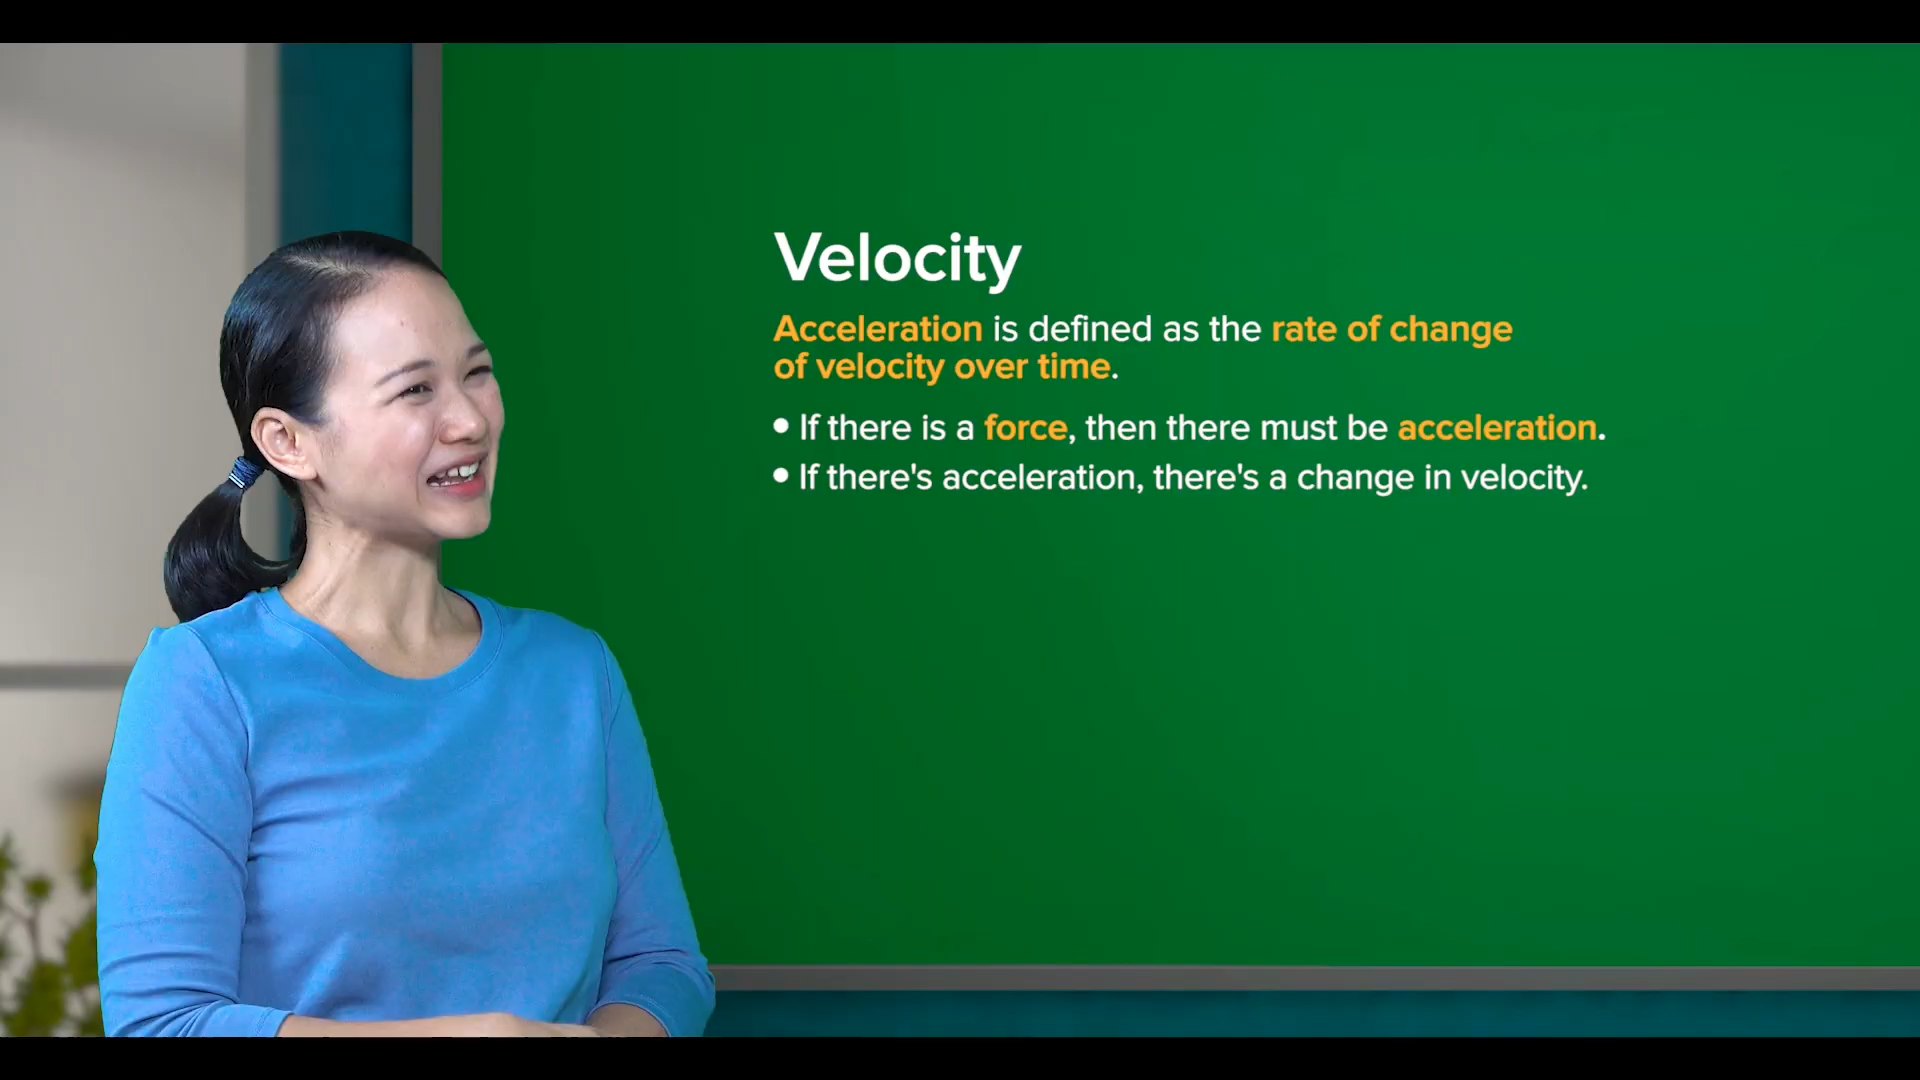 Velocity
Acceleration is defined as the rate of change
of velocity over time.
• If there is a force, then there must be acceleration.
• If there's acceleration, there's a change in velocity.